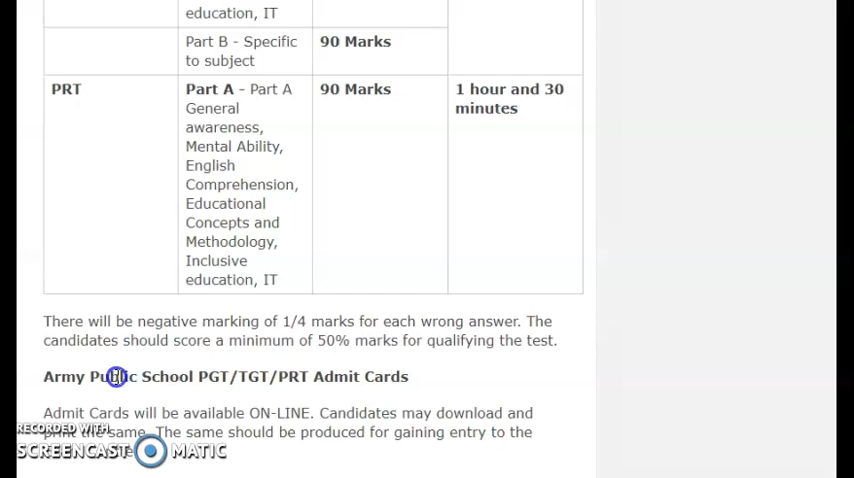 education, IT
Part B - Specific
to subject
90 Marks
PRT
Part A - Part A
General
awareness,
Mental Ability,
English
Comprehension,
Educational
Concepts and
Methodology,
Inclusive
education, IT
90 Marks
1 hour and 30
minutes
There will be negative marking of 1/4 marks for each wrong answer. The
candidates should score a minimum of 50% marks for qualifying the test.
Army Public School PGT/TGT/PRT Admit Cards
Admit Cards will be available ON-LINE. Candidates may download and
print the same. The same should be produced for gaining entry to the
RECORDED WITH
SCREENCAST MATIC